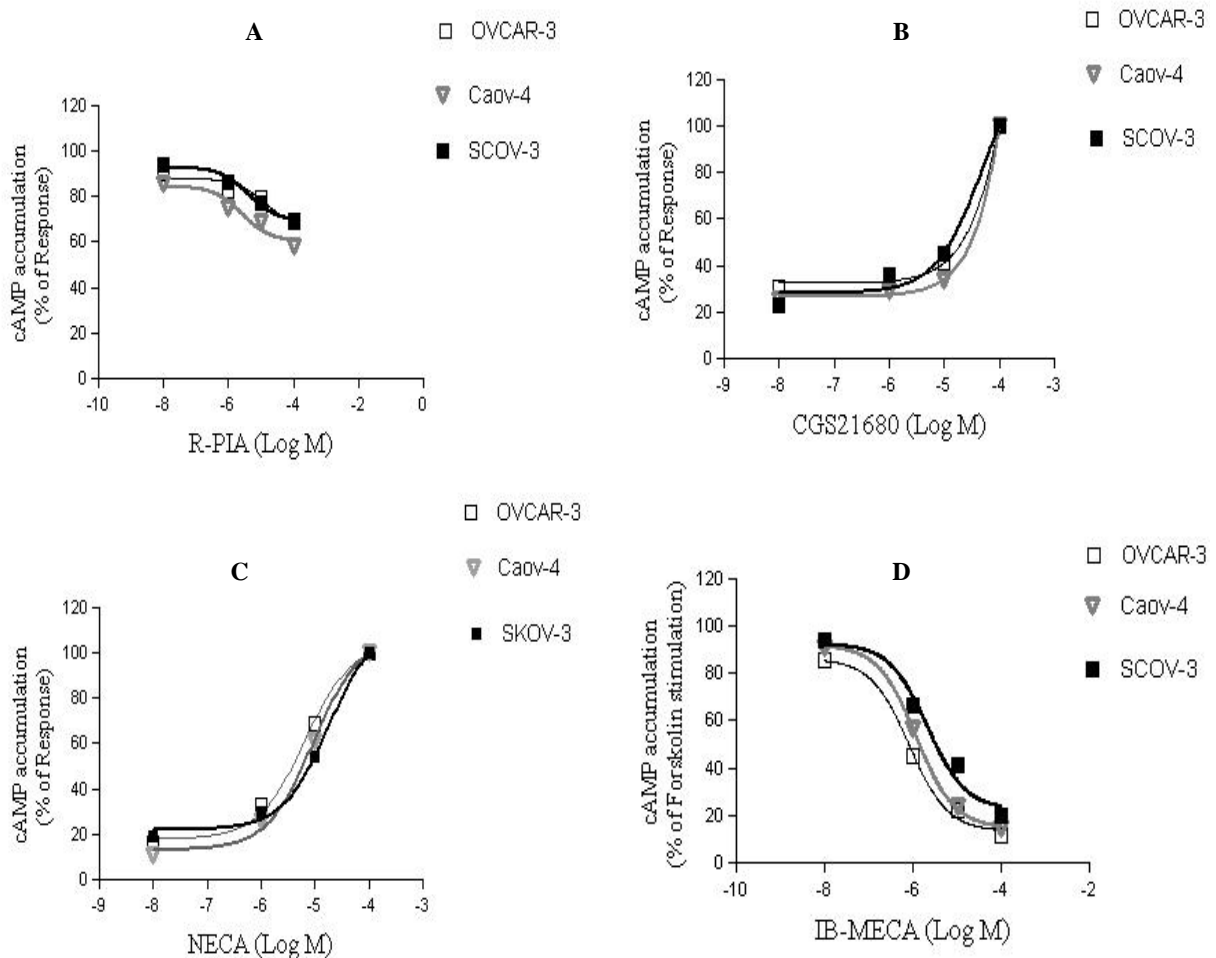 A
OVCAR-3
Caov-4
SCOV-3
cAMP accumulation
(% of Response)
120
100
80
60
40
20
0
-10 -8 -6 -4 -2 0
R-PIA (Log M)
B
OVCAR-3
Caov-4
SCOV-3
cAMP accumulation
(% of Response)
120
100
80
60
40
20
0
-9 -8 -7 -6 -5 -4 -3
CGS21680 (Log M)
C
OVCAR-3
Caov-4
SKOV-3
cAMP accumulation
(% of Response)
120
100
80
60
40
20
0
-9 -8 -7 -6 -5 -4 -3
NECA (Log M)
D
OVCAR-3
Caov-4
SCOV-3
cAMP accumulation
(% of Forskolin stimulation)
120
100
80
60
40
20
0
-10 -8 -6 -4 -2
IB-MECA (Log M)